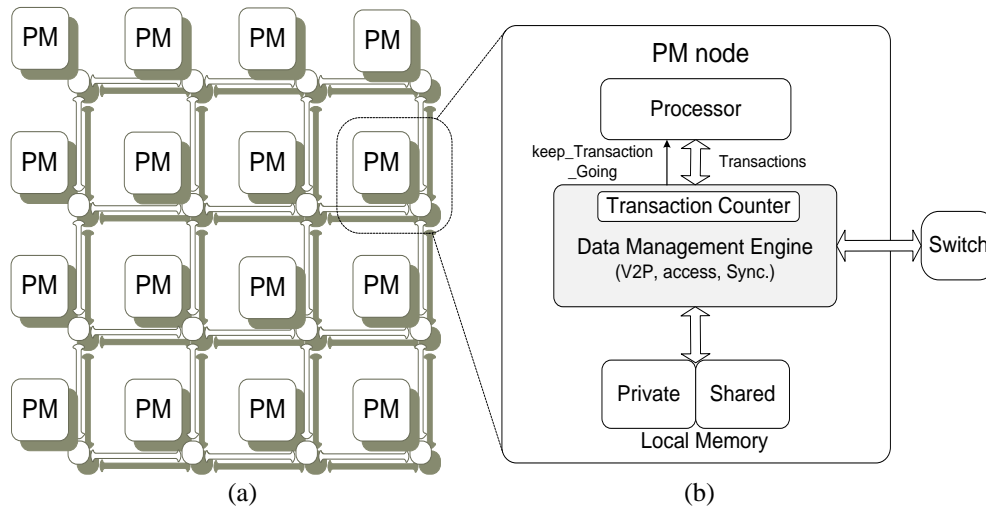 PM PM PM PM
PM PM PM PM
PM PM PM PM
PM PM PM PM
(a)
PM node
Processor
keep_Transaction
_Going
Transactions
Transaction Counter
Data Management Engine
(V2P, access, Sync.)
Switch
Private Shared
Local Memory
(b)